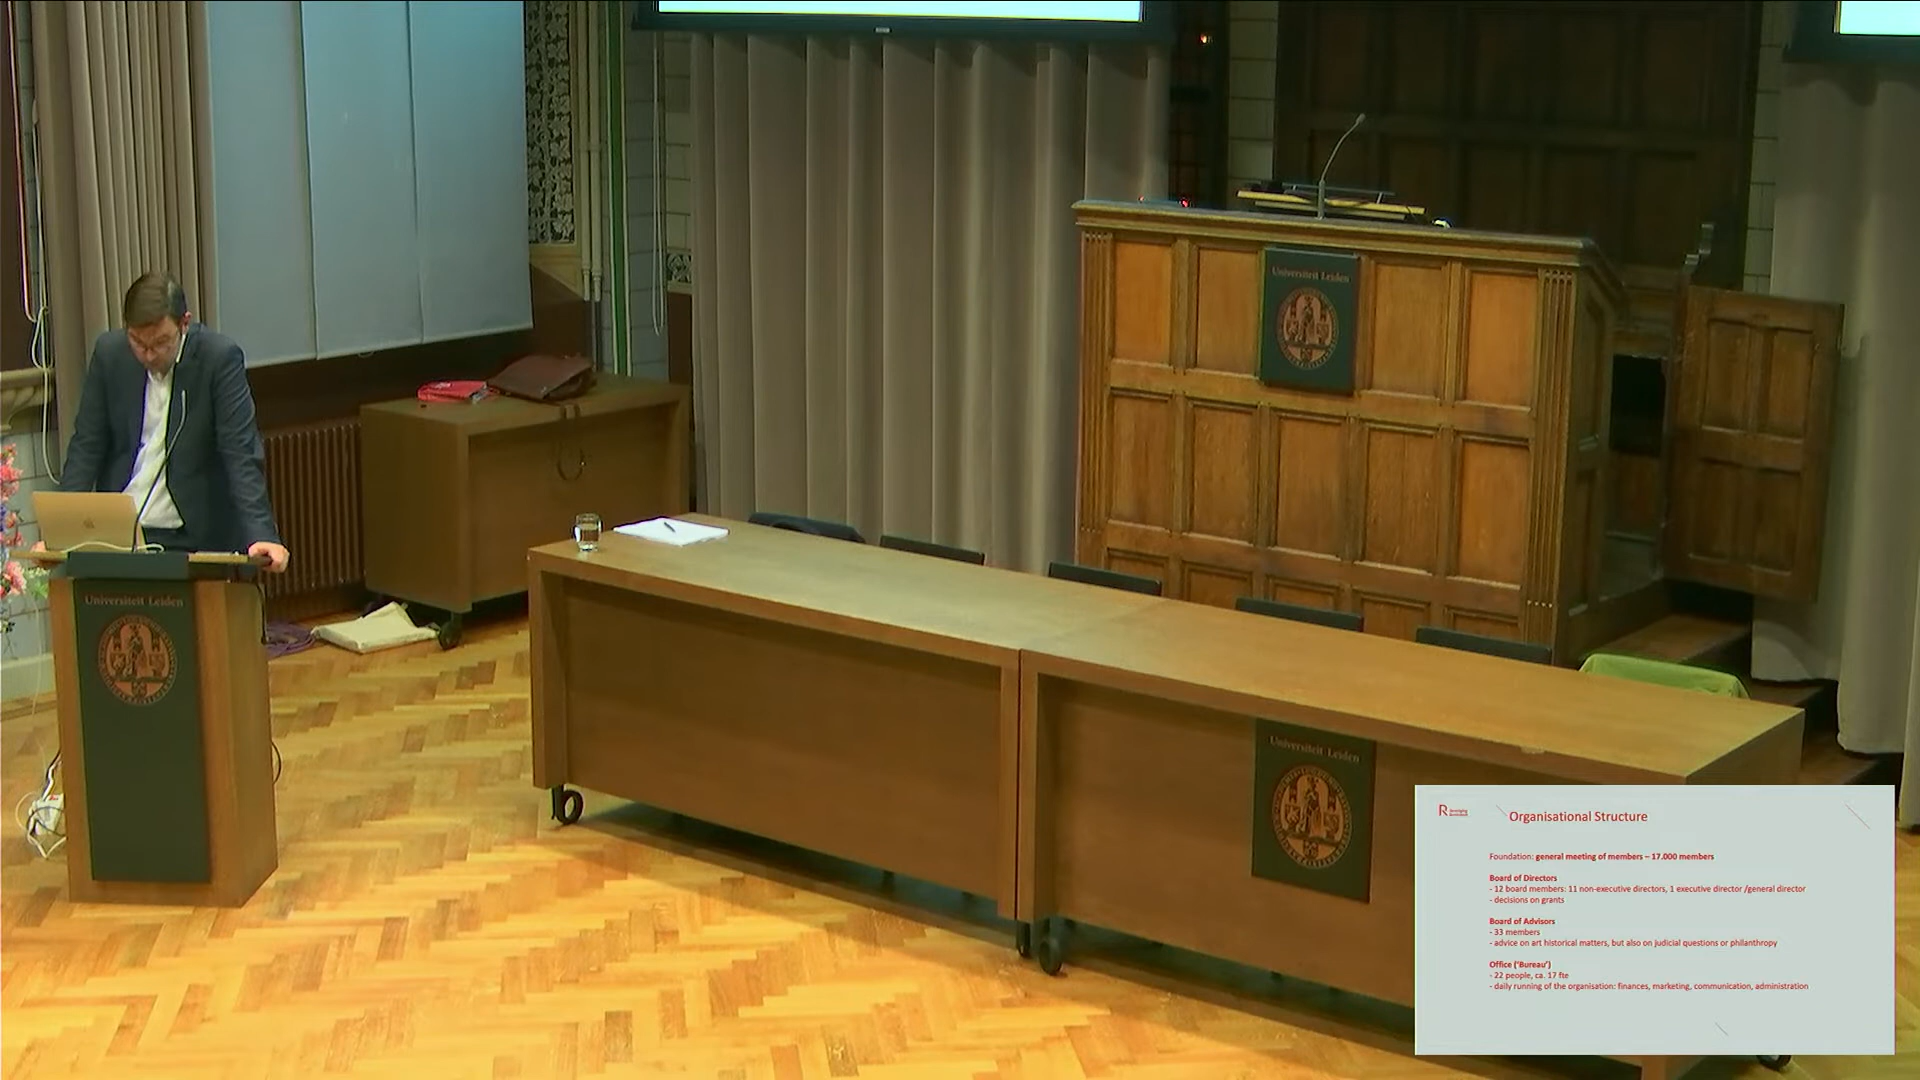 Universiteit Leiden
Universiteit Leiden
Universiteit Leiden
R
Organisational Structure
Foundation: general meeting of members – 17.000 members
Board of Directors
- 12 board members: 11 non-executive directors, 1 executive director /general director
- decisions on grants
Board of Advisors
- 33 members
- advice on art historical matters, but also on judicial questions or philanthropy
Office ('Bureau')
- 22 people, ca. 17 fte
- daily running of the organisation: finances, marketing, communication, administration